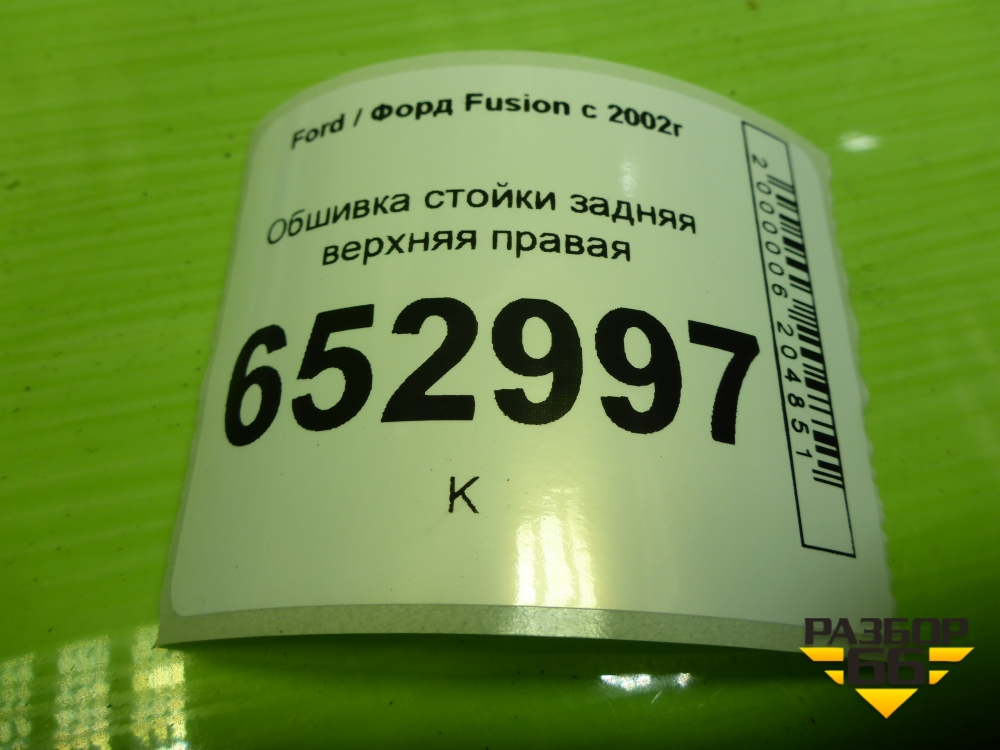 Ford / Форд Fusion с 2002г
Обшивка стойки задняя
верхняя правая
652997
К
2000006204851
РАЗБОР
66